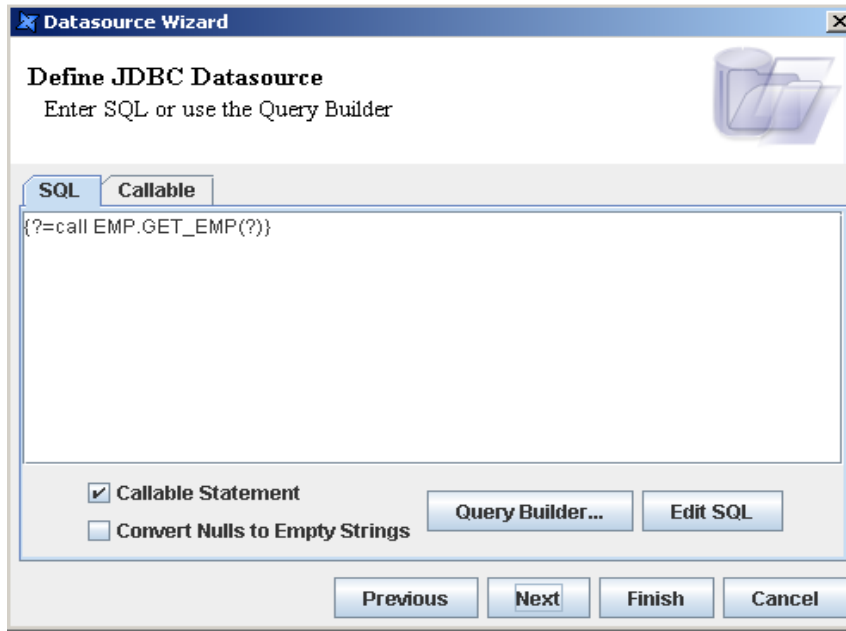 Datasource Wizard
Define JDBC Datasource
Enter SQL or use the Query Builder
SQL Callable
{?=call EMP.GET_EMP(?)}
Callable Statement
Convert Nulls to Empty Strings
Query Builder... Edit SQL
Previous Next Finish Cancel